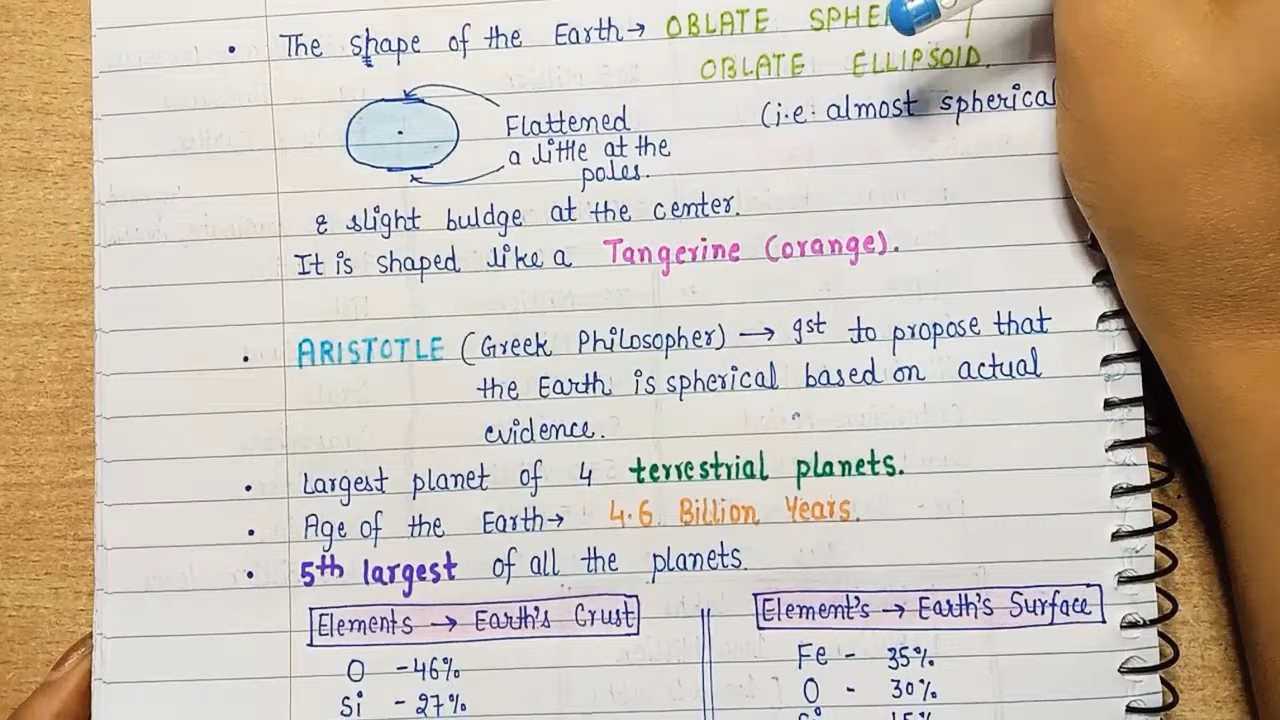 • The shape of the Earth → OBLATE
OBLATE ELLIPSOID.
(i.e: almost spherical
Flattened
a little at the
poles.
& slight buldge at the center.
It is shaped like a Tangerine (orange).
• ARISTOTLE (Greek Philosopher) → 9st to propose that
the Earth is spherical based on actual
evidence.
• Largest planet of 4 terrestrial planets.
• Age of the Earth → 4.6 Billion Years.
• 5th largest of all the planets.
Elements → Earth's Crust
O - 46%
Si - 27%
Element's → Earth's Surface
Fe - 35%
O - 30%